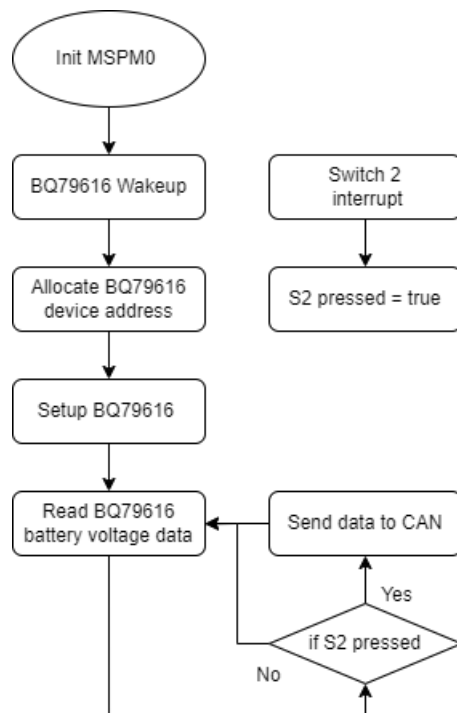 Init MSPM0
BQ79616 Wakeup
Switch 2
interrupt
Allocate BQ79616
device address
S2 pressed = true
Setup BQ79616
Read BQ79616
battery voltage data
Send data to CAN
Yes
if S2 pressed
No